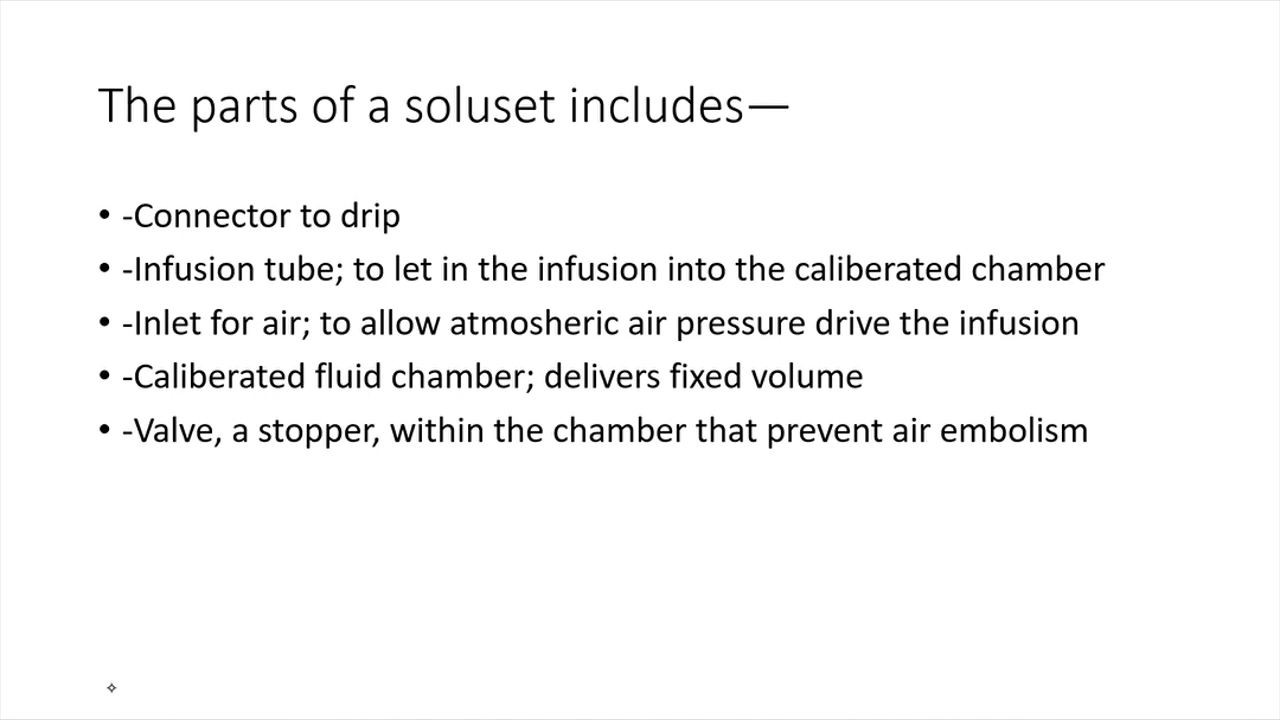 The parts of a soluset includes—
• -Connector to drip
• -Infusion tube; to let in the infusion into the caliberated chamber
• -Inlet for air; to allow atmosheric air pressure drive the infusion
• -Caliberated fluid chamber; delivers fixed volume
• -Valve, a stopper, within the chamber that prevent air embolism